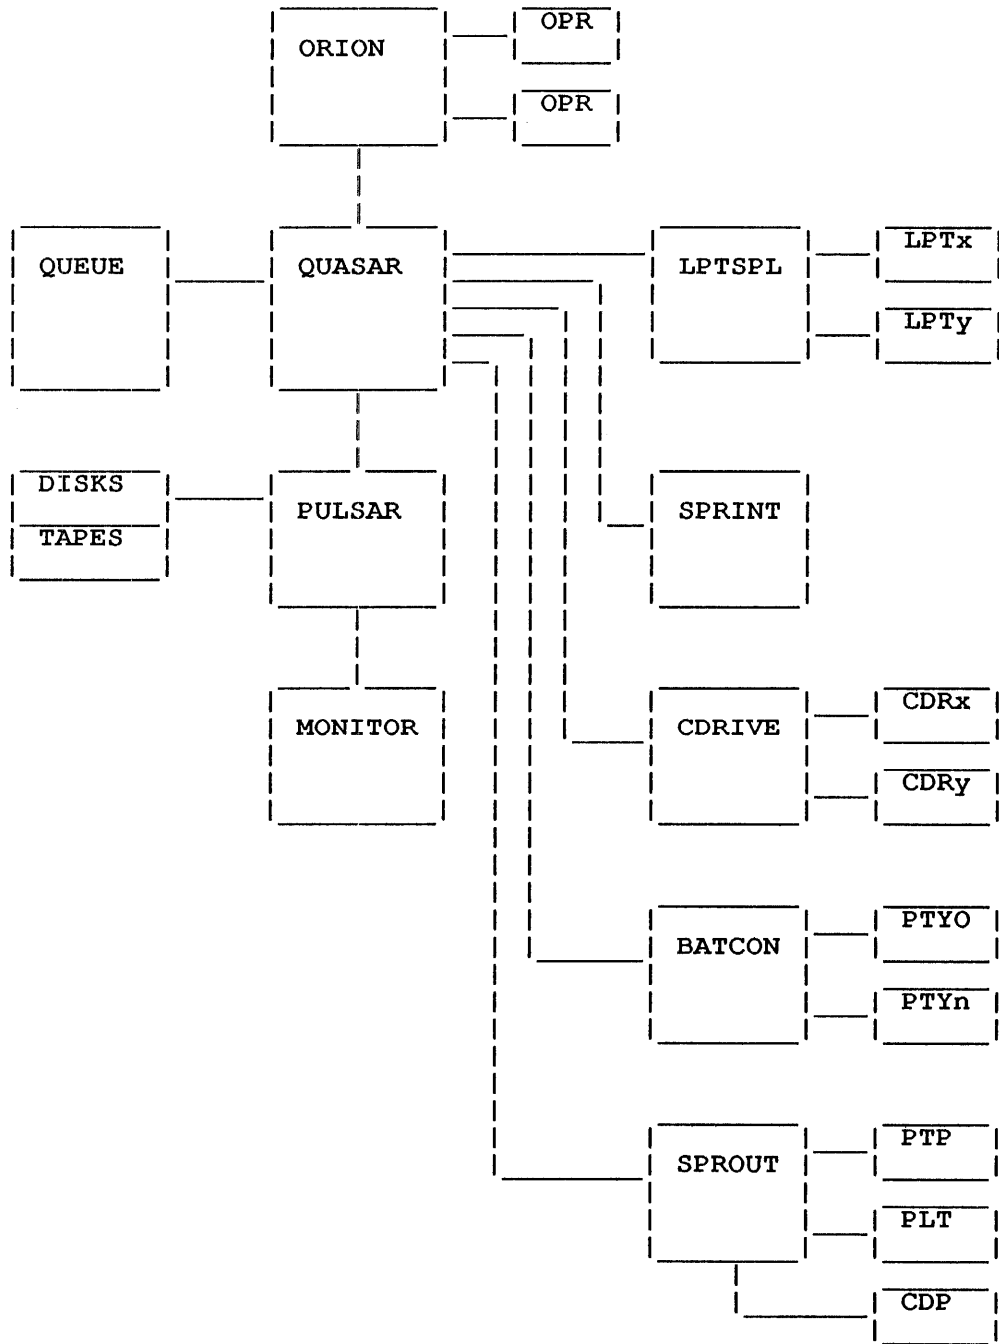 OPR
ORION
OPR
QUEUE
QUASAR
LPTSPL
LPTx
LPTy
DISKS
TAPES
PULSAR
SPRINT
MONITOR
CDRIVE
CDRx
CDRy
BATCON
PTYO
PTYn
SPROUT
PTP
PLT
CDP